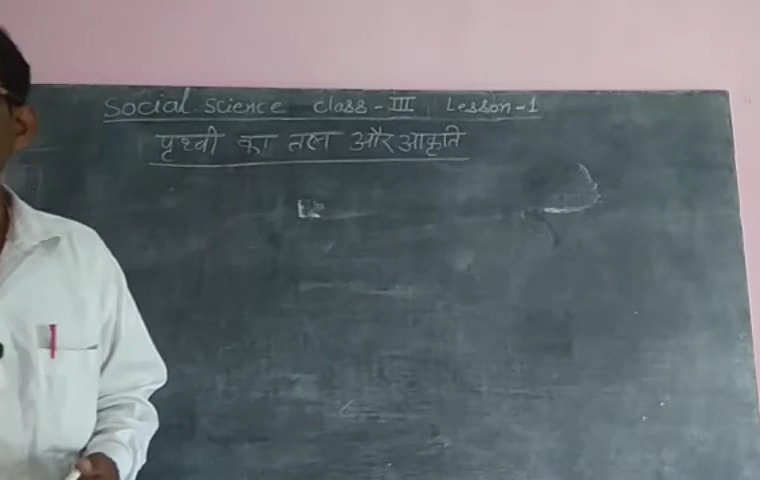 Social Science Class - III Lesson - 1
पृथ्वी का तल और आकृति